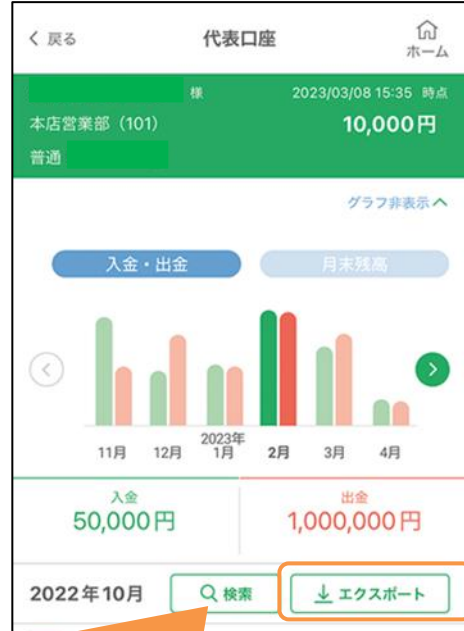 戻る
代表口座
ホーム
様
2023/03/08 15:35 時点
本店営業部（101）
10,000円
普通
グラフ非表示
入金・出金
月末残高
11月 12月 2023年1月 2月 3月 4月
入金
50,000円
出金
1,000,000円
2022年10月
検索
エクスポート